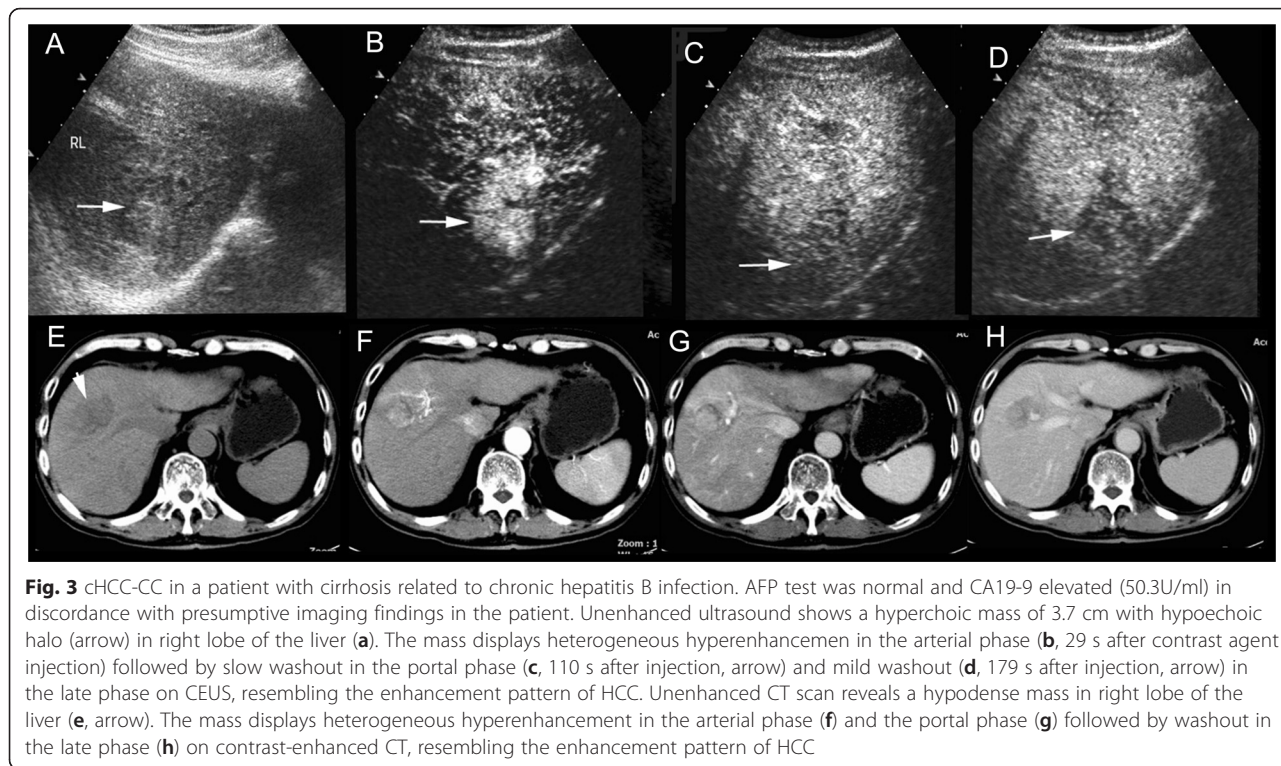 A
B
C
D
RL
E
F
G
H
Ac
Ac
Zoom : 1
Fig. 3 cHCC-CC in a patient with cirrhosis related to chronic hepatitis B infection. AFP test was normal and CA19-9 elevated (50.3U/ml) in
discordance with presumptive imaging findings in the patient. Unenhanced ultrasound shows a hyperchoic mass of 3.7 cm with hypoechoic
halo (arrow) in right lobe of the liver (a). The mass displays heterogeneous hyperenhancemen in the arterial phase (b, 29 s after contrast agent
injection) followed by slow washout in the portal phase (c, 110 s after injection, arrow) and mild washout (d, 179 s after injection, arrow) in
the late phase on CEUS, resembling the enhancement pattern of HCC. Unenhanced CT scan reveals a hypodense mass in right lobe of the
liver (e, arrow). The mass displays heterogeneous hyperenhancement in the arterial phase (f) and the portal phase (g) followed by washout in
the late phase (h) on contrast-enhanced CT, resembling the enhancement pattern of HCC